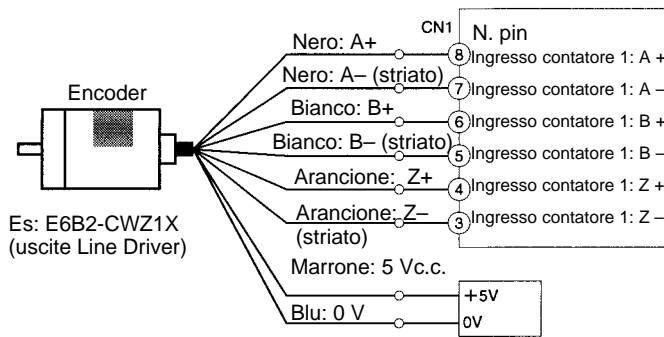 CN1
N. pin
Nero: A+
8
Ingresso contatore 1: A +
Nero: A– (striato)
7
Ingresso contatore 1: A –
Encoder
Bianco: B+
6
Ingresso contatore 1: B +
Bianco: B– (striato)
5
Ingresso contatore 1: B –
Arancione: Z+
4
Ingresso contatore 1: Z +
Arancione: Z–
(striato)
3
Ingresso contatore 1: Z –
Es: E6B2-CWZ1X
(uscite Line Driver)
Marrone: 5 Vc.c.
+5V
Blu: 0 V
0V